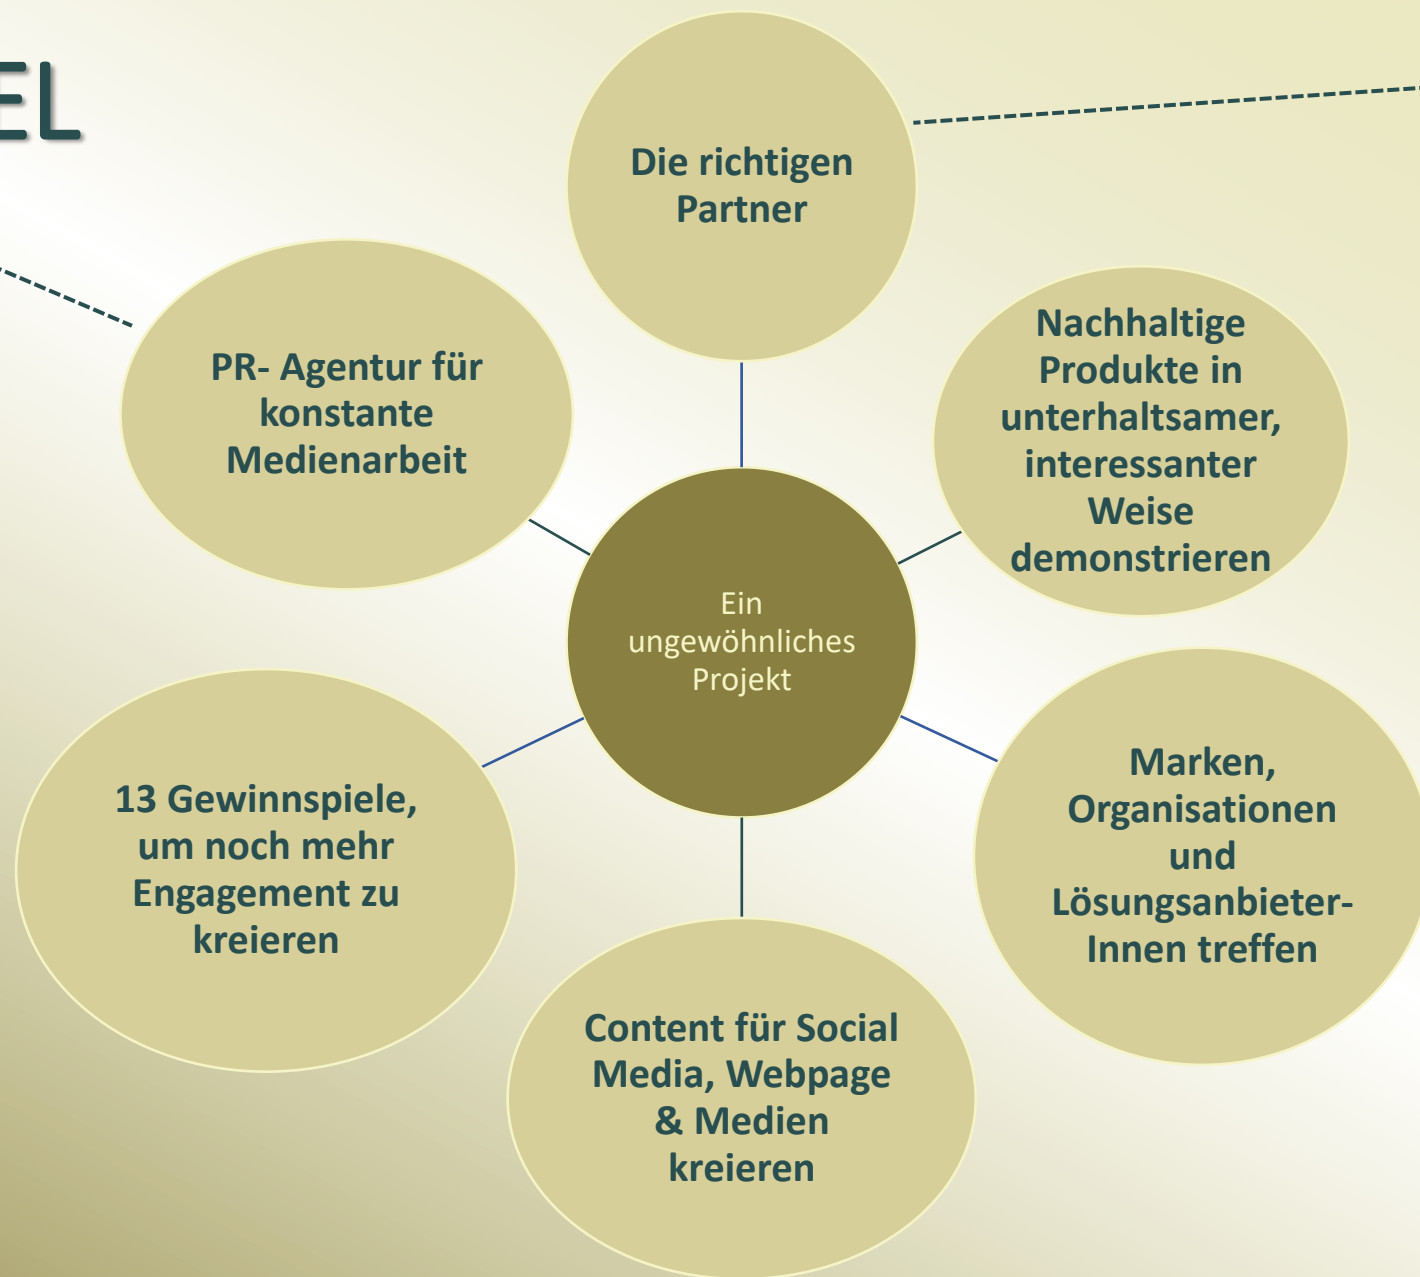 EL
Die richtigen
Partner
Nachhaltige
Produkte in
unterhaltsamer,
interessanter
Weise
demonstrieren
Marken,
Organisationen
und
Lösungsanbieter-
Innen treffen
Content für Social
Media, Webpage
& Medien
kreieren
13 Gewinnspiele,
um noch mehr
Engagement zu
kreieren
PR- Agentur für
konstante
Medienarbeit
Ein
ungewöhnliches
Projekt